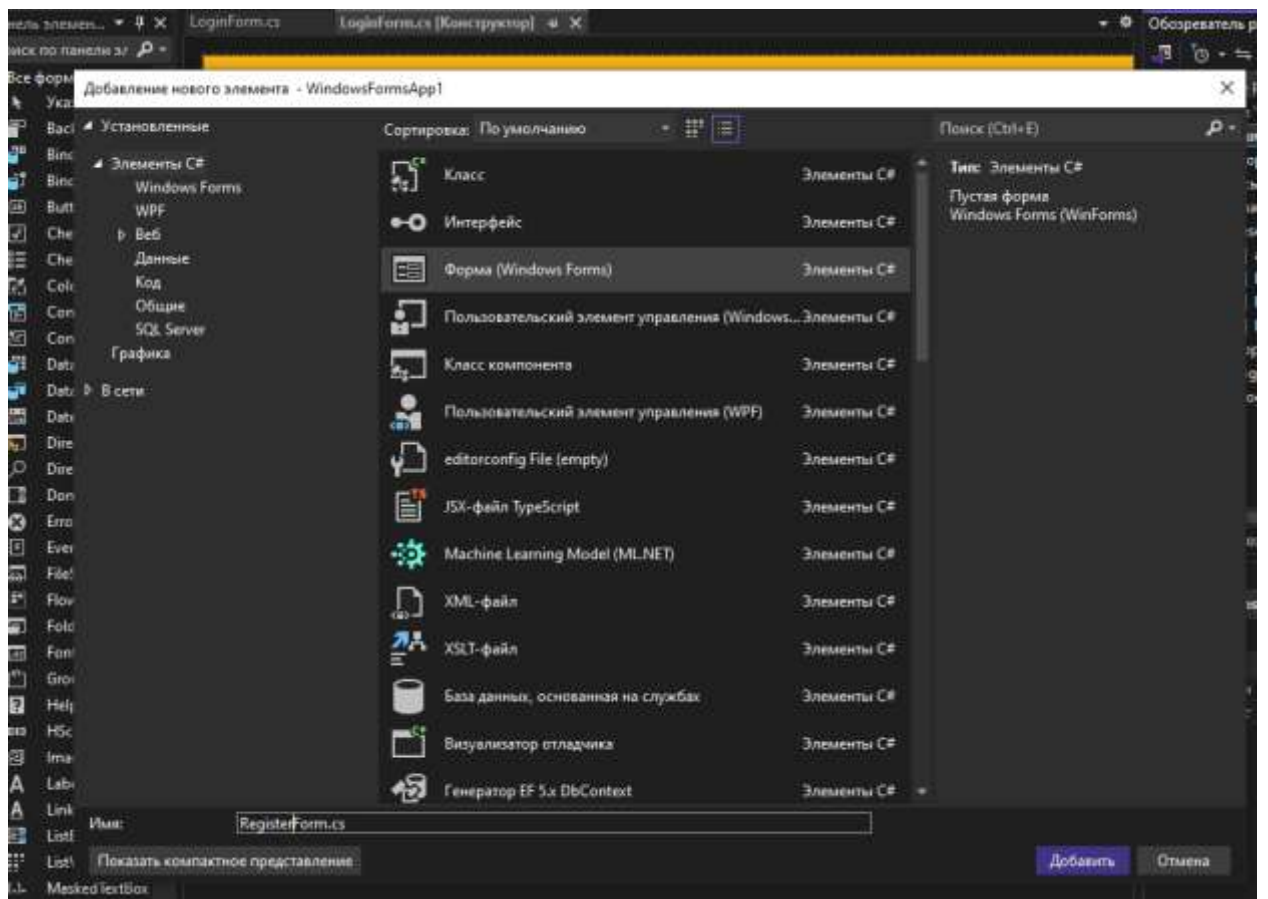 LoginForm.cs
LoginForm.cs [Конструктор]
Добавление нового элемента - WindowsFormsApp1
Установленные
Сортировка: По умолчанию
Поиск (Ctrl+E)
Элементы C#
Windows Forms
WPF
Веб
Данные
Код
Общие
SQL Server
Графика
В сети
Класс Элементы C#
Интерфейс Элементы C#
Форма (Windows Forms) Элементы C#
Пользовательский элемент управления (Windows... Элементы C#
Класс компонента Элементы C#
Пользовательский элемент управления (WPF) Элементы C#
editorconfig File (empty) Элементы C#
JSX-файл TypeScript Элементы C#
Machine Learning Model (ML.NET) Элементы C#
XML-файл Элементы C#
XSLT-файл Элементы C#
База данных, основанная на службах Элементы C#
Визуализатор отладчика Элементы C#
Генератор EF 5.x DbContext Элементы C#
Тип: Элементы C#
Пустая форма
Windows Forms (WinForms)
Имя: RegisterForm.cs
Показать компактное представление
Добавить Отмена
MaskedTextBox